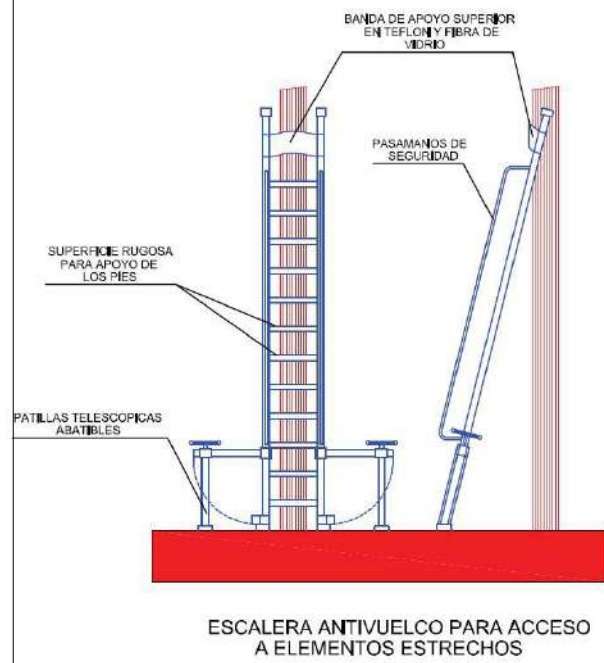 BANDA DE APOYO SUPERIOR
EN TEFLON Y FIBRA DE
VIDRIO
PASAMANOS DE
SEGURIDAD
SUPERFICIE RUGOSA
PARA APOYO DE
LOS PIES
PATILLAS TELESCOPICAS
ABATIBLES
ESCALERA ANTIVUELCO PARA ACCESO
A ELEMENTOS ESTRECHOS